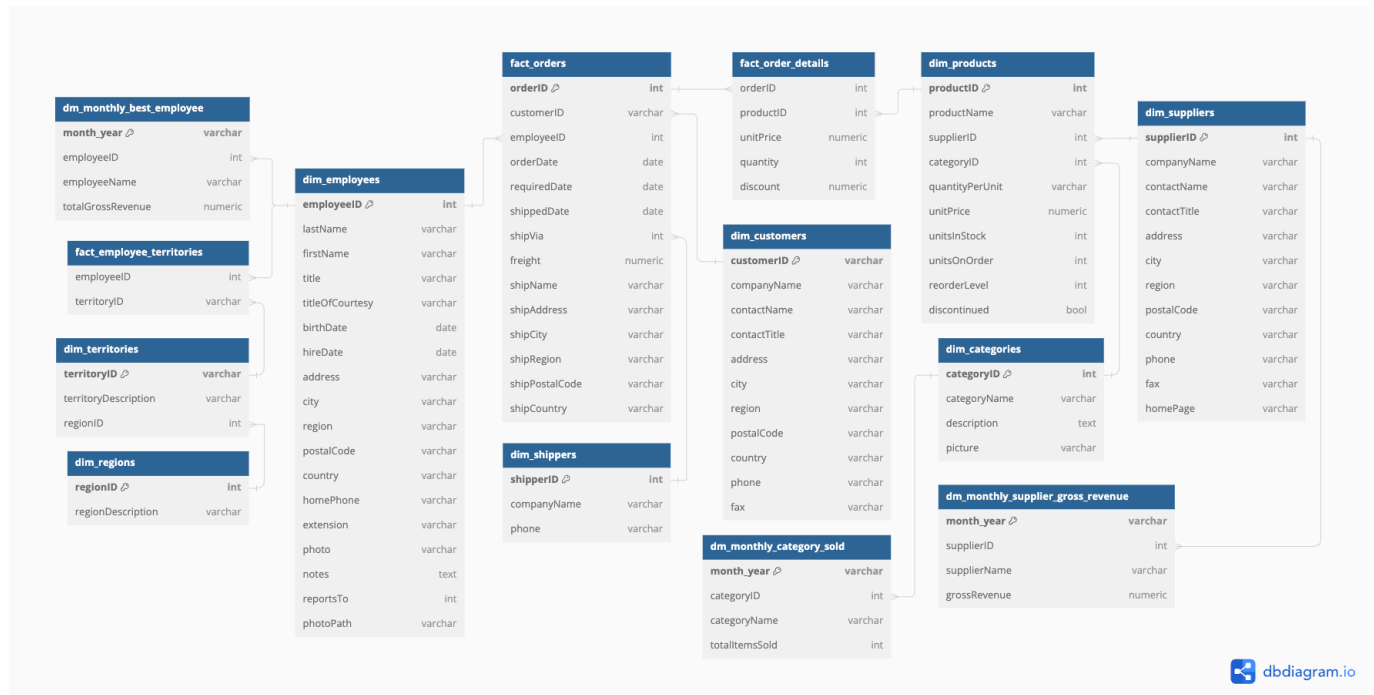 dm_monthly_best_employee
month_year varchar
employeeID int
employeeName varchar
totalGrossRevenue numeric
fact_employee_territories
employeeID int
territoryID varchar
dim_territories
territoryID varchar
territoryDescription varchar
regionID int
dim_regions
regionID int
regionDescription varchar
dim_employees
employeeID int
lastName varchar
firstName varchar
title varchar
titleOfCourtesy varchar
birthDate date
hireDate date
address varchar
city varchar
region varchar
postalCode varchar
country varchar
homePhone varchar
extension varchar
photo varchar
notes text
reportsTo int
photoPath varchar
fact_orders
orderID int
customerID varchar
employeeID int
orderDate date
requiredDate date
shippedDate date
shipVia int
freight numeric
shipName varchar
shipAddress varchar
shipCity varchar
shipRegion varchar
shipPostalCode varchar
shipCountry varchar
dim_shippers
shipperID int
companyName varchar
phone varchar
fact_order_details
orderID int
productID int
unitPrice numeric
quantity int
discount numeric
dim_customers
customerID varchar
companyName varchar
contactName varchar
contactTitle varchar
address varchar
city varchar
region varchar
postalCode varchar
country varchar
phone varchar
fax varchar
dm_monthly_category_sold
month_year varchar
categoryID int
categoryName varchar
totalItemsSold int
dim_products
productID int
productName varchar
supplierID int
categoryID int
quantityPerUnit varchar
unitPrice numeric
unitsInStock int
unitsOnOrder int
reorderLevel int
discontinued bool
dim_categories
categoryID int
categoryName varchar
description text
picture varchar
dm_monthly_supplier_gross_revenue
month_year varchar
supplierID int
supplierName varchar
grossRevenue numeric
dim_suppliers
supplierID int
companyName varchar
contactName varchar
contactTitle varchar
address varchar
city varchar
region varchar
postalCode varchar
country varchar
phone varchar
fax varchar
homePage varchar
dbdiagram.io